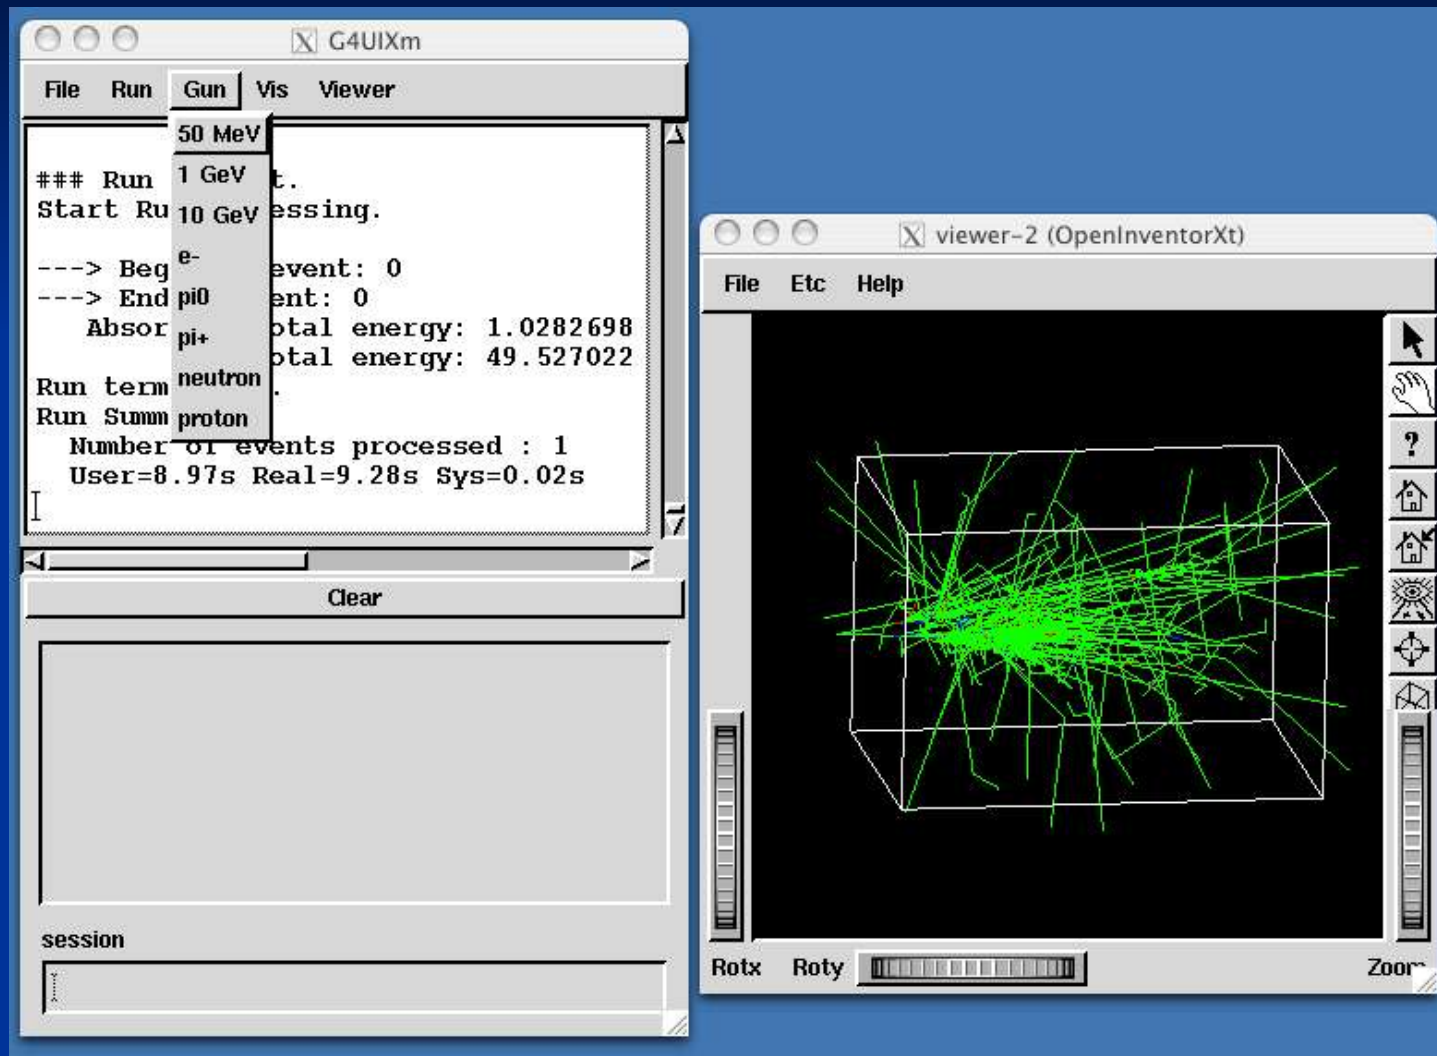 G4UIXm
File Run Gun Vis Viewer
50 MeV
1 GeV
10 GeV
e-
pi0
pi+
neutron
proton
### Run t.
Start Ru essing.
---> Beg event: 0
---> End ent: 0
Absor otal energy: 1.0282698
otal energy: 49.527022
Run term .
Run Summ
Number of events processed : 1
User=8.97s Real=9.28s Sys=0.02s
Clear
session
viewer-2 (OpenInventorXt)
File Etc Help
?
Rotx Roty Zoom